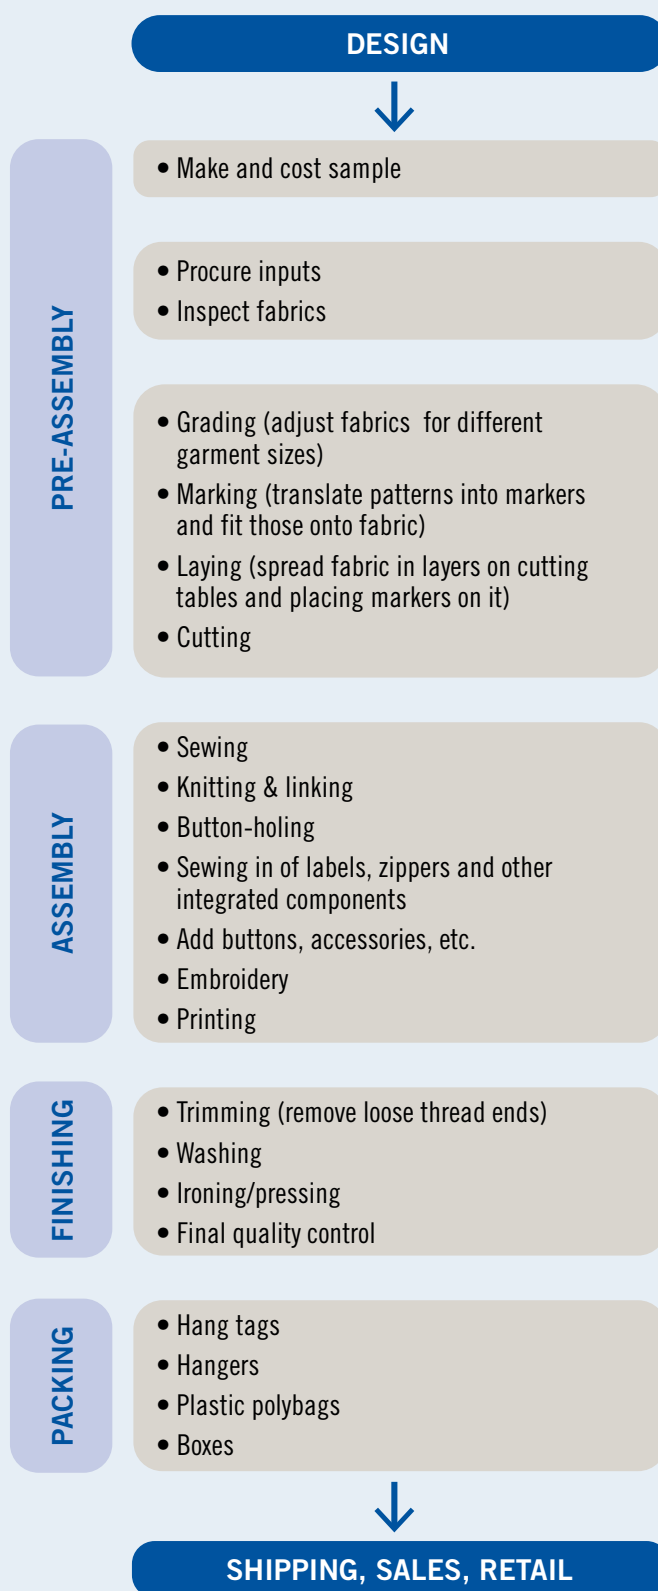 DESIGN
PRE-ASSEMBLY
• Make and cost sample
• Procure inputs
• Inspect fabrics
• Grading (adjust fabrics for different
garment sizes)
• Marking (translate patterns into markers
and fit those onto fabric)
• Laying (spread fabric in layers on cutting
tables and placing markers on it)
• Cutting
ASSEMBLY
• Sewing
• Knitting & linking
• Button-holing
• Sewing in of labels, zippers and other
integrated components
• Add buttons, accessories, etc.
• Embroidery
• Printing
FINISHING
• Trimming (remove loose thread ends)
• Washing
• Ironing/pressing
• Final quality control
PACKING
• Hang tags
• Hangers
• Plastic polybags
• Boxes
SHIPPING, SALES, RETAIL